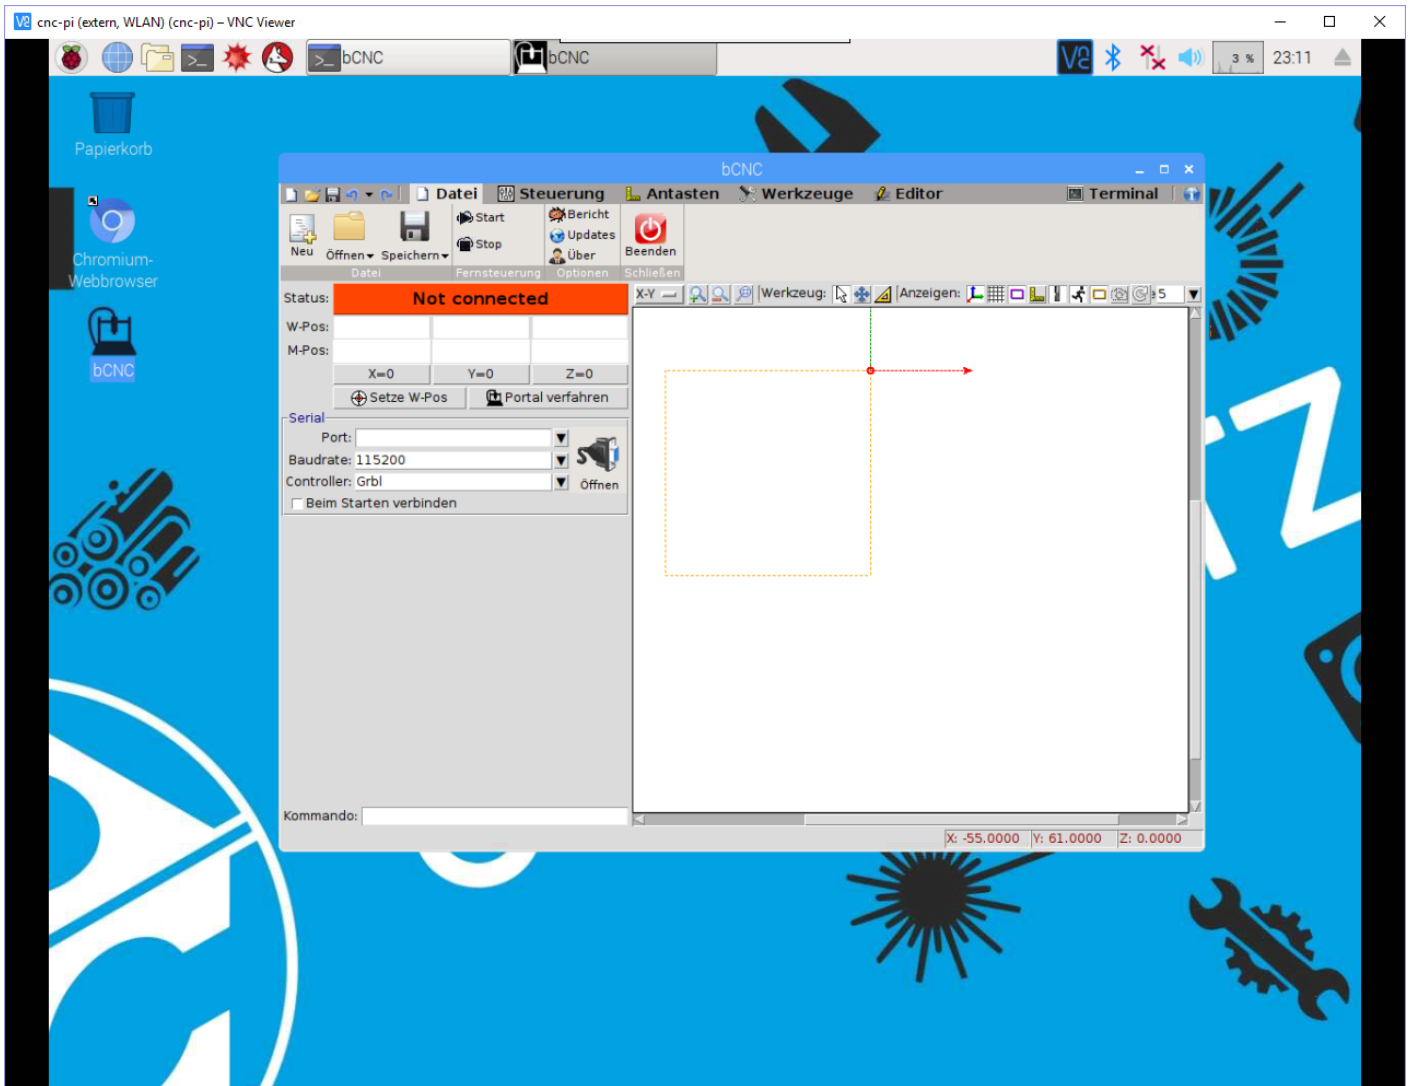 cnc-pi (extern, WLAN) (cnc-pi) – VNC Viewer
bCNC
bCNC
3 %
23:11
Papierkorb
Chromium-
Webbrowser
bCNC
bCNC
Datei Steuerung Antasten Werkzeuge Editor Terminal
Neu Öffnen Speichern Start Stop Bericht Updates Über Beenden
Datei Fernsteuerung Optionen Schließen
Status: Not connected
X-Y Werkzeug: Anzeigen: 5
W-Pos:
M-Pos:
X=0 Y=0 Z=0
Setze W-Pos Portal verfahren
Serial
Port:
Baudrate: 115200
Controller: Grbl Öffnen
Beim Starten verbinden
Kommando:
X: -55.0000 Y: 61.0000 Z: 0.0000